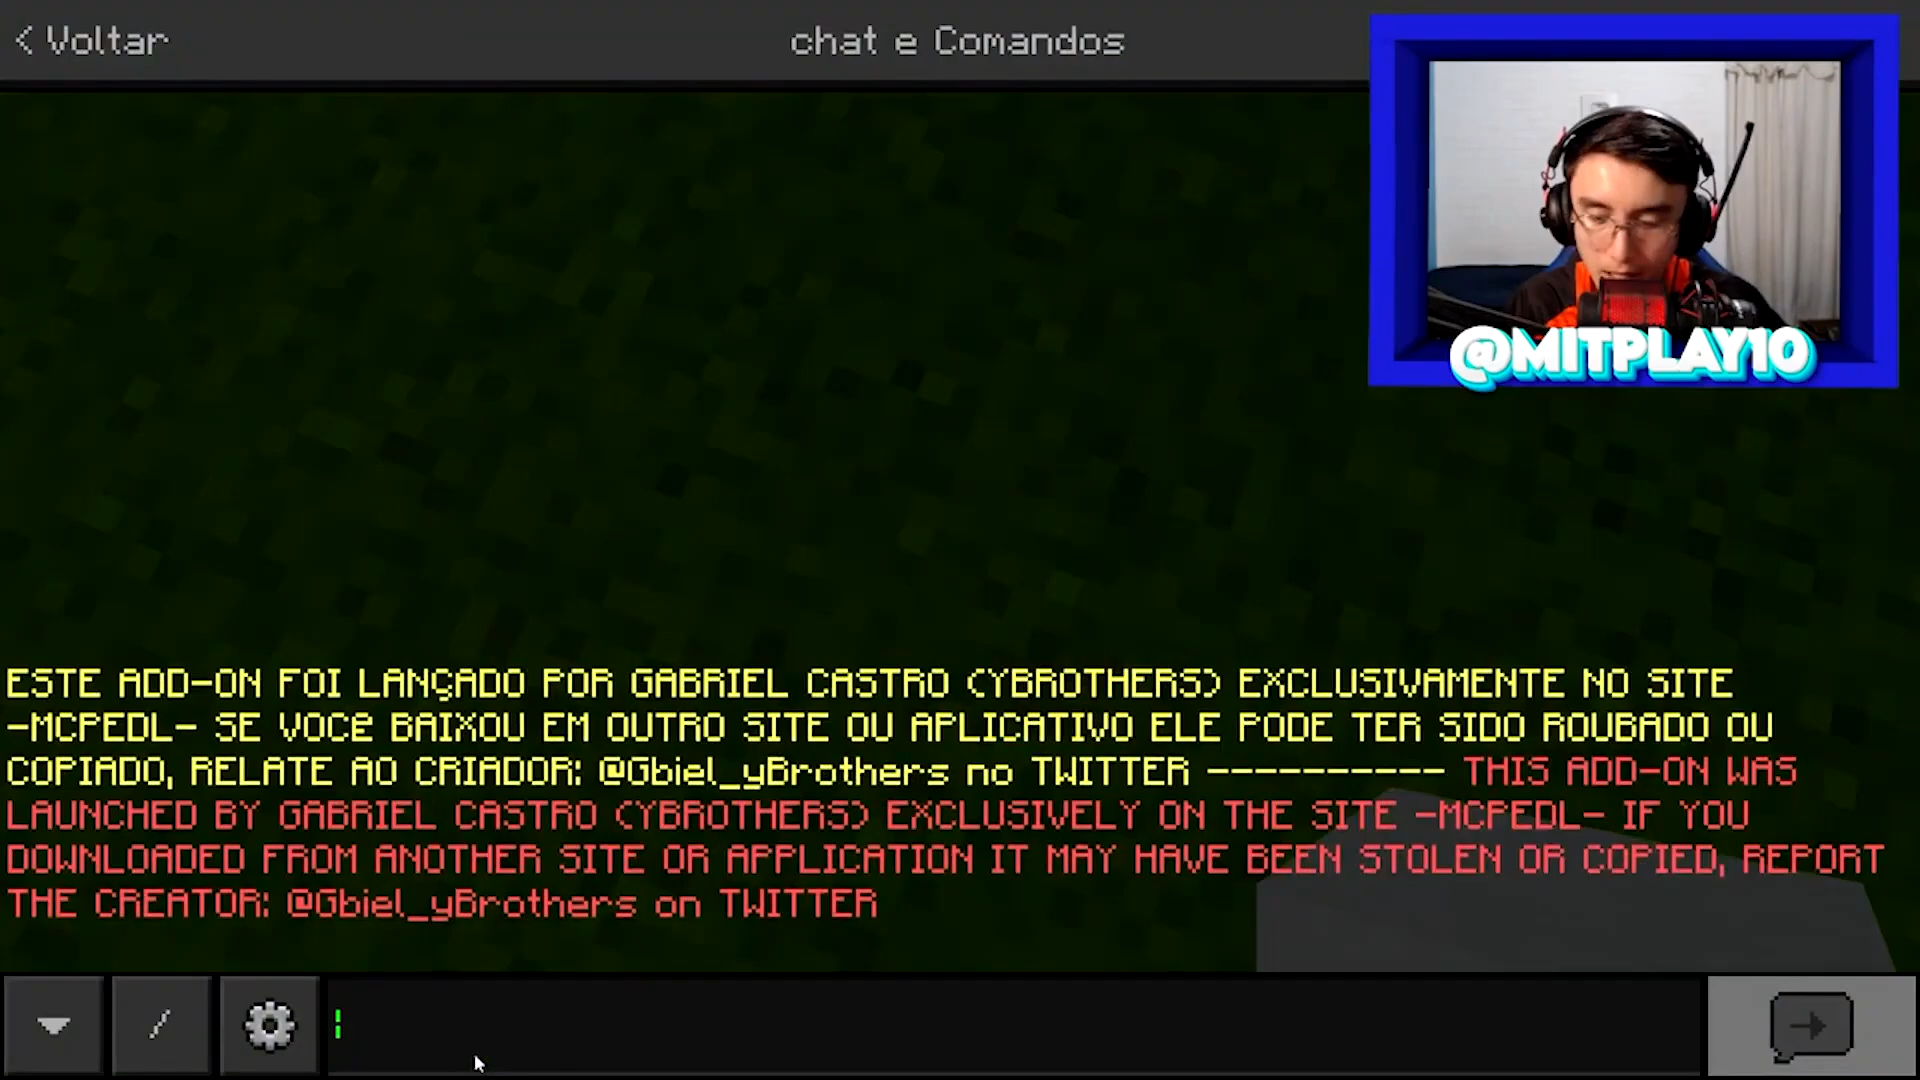 Voltar
chat e Comandos
@MITPLAY10
ESTE ADD-ON FOI LANÇADO POR GABRIEL CASTRO (YBROTHERS) EXCLUSIVAMENTE NO SITE
-MCPEDL- SE VOCê BAIXOU EM OUTRO SITE OU APLICATIVO ELE PODE TER SIDO ROUBADO OU
COPIADO, RELATE AO CRIADOR: @Gbiel_yBrothers no TWITTER ---------- THIS ADD-ON WAS
LAUNCHED BY GABRIEL CASTRO (YBROTHERS) EXCLUSIVELY ON THE SITE -MCPEDL- IF YOU
DOWNLOADED FROM ANOTHER SITE OR APPLICATION IT MAY HAVE BEEN STOLEN OR COPIED, REPORT
THE CREATOR: @Gbiel_yBrothers on TWITTER
/